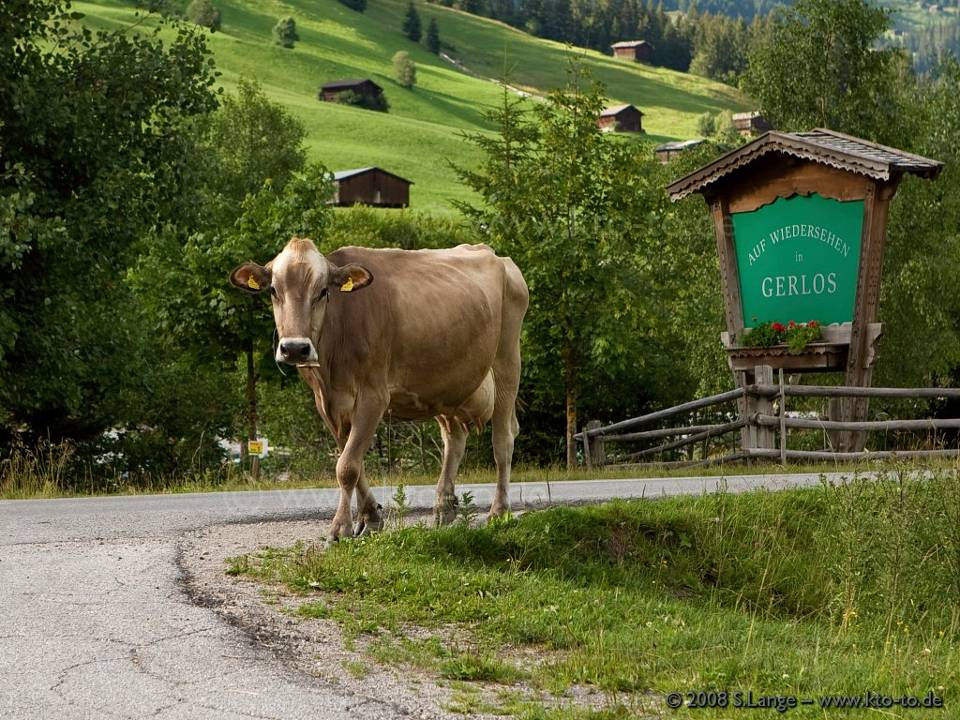 AUF WIEDERSEHEN
in
GERLOS
© 2008 S.Lange – www.kto-to.de